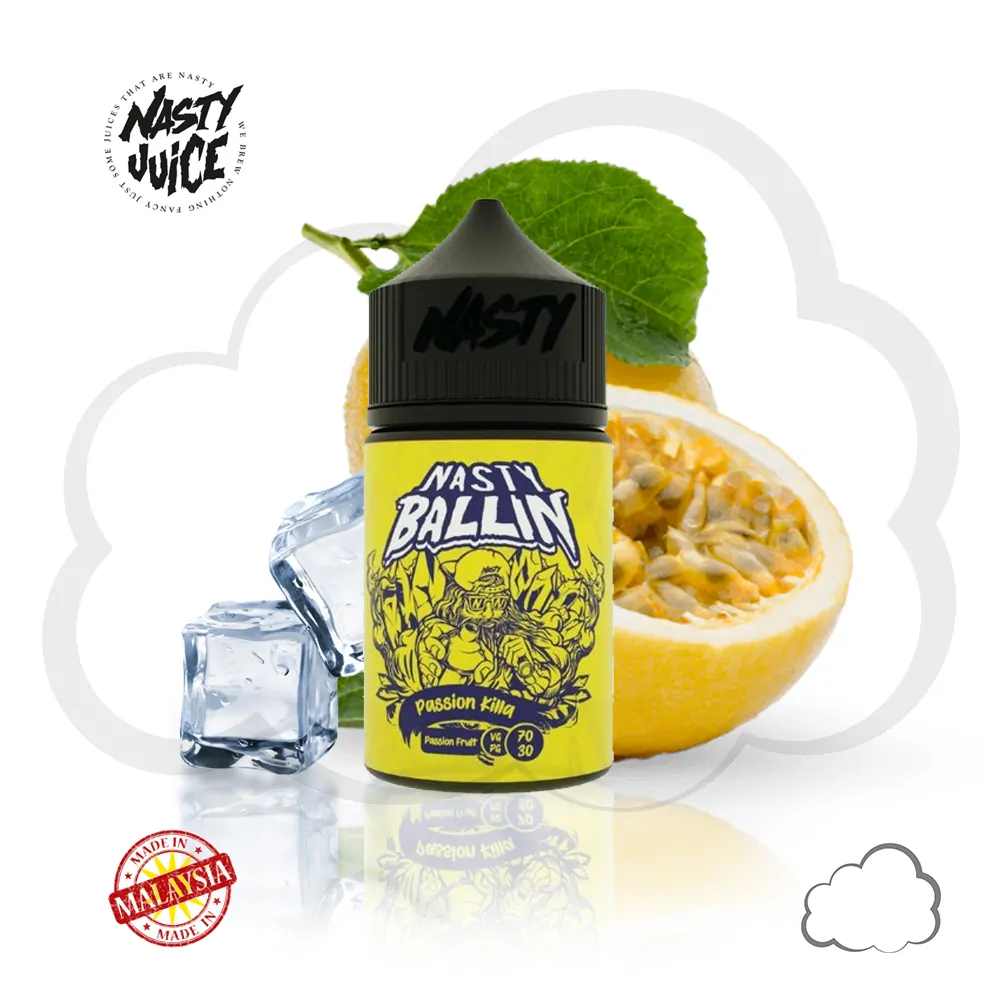 JUST SOME JUICES THAT ARE NASTY
WE BREW NOTHING FANCY
NASTY
JUICE
NASTY
NASTY
BALLIN
NASTY
Passion Killa
Passion Fruit
VG 70
PG 30
MADE IN
MALAYSIA
MADE IN